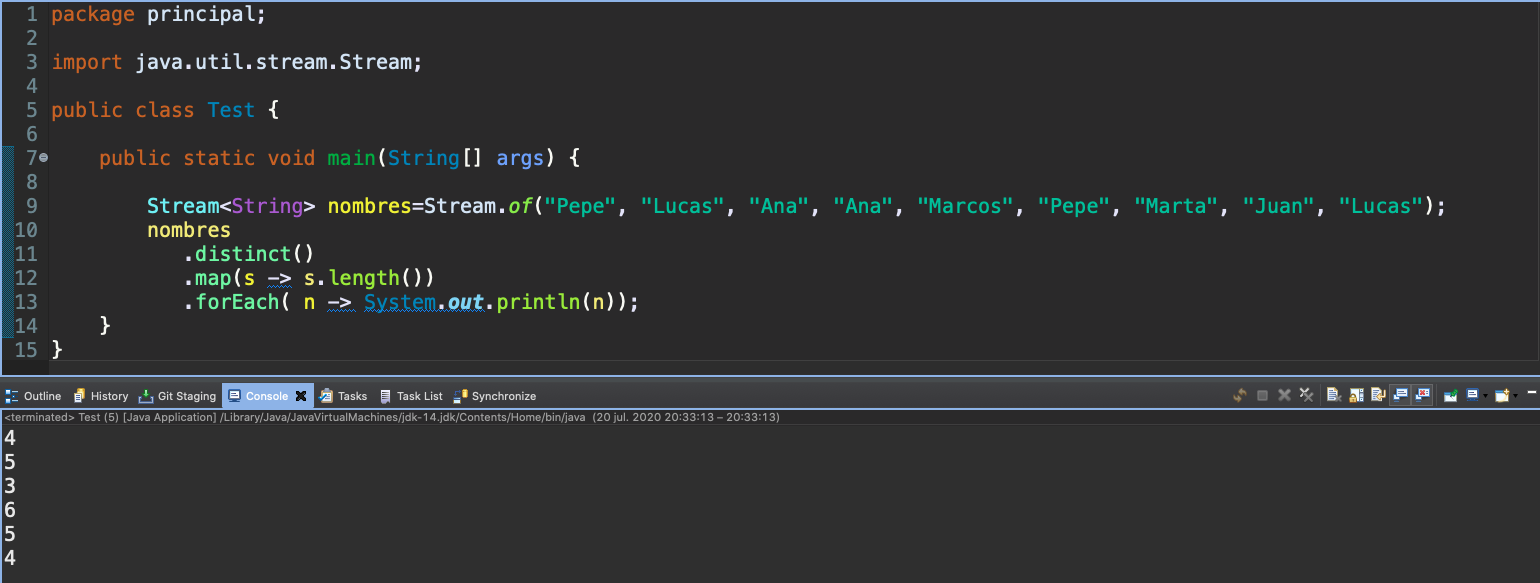 1 package principal;
2
3 import java.util.stream.Stream;
4
5 public class Test {
6
7 public static void main(String[] args) {
8
9 Stream<String> nombres=Stream.of("Pepe", "Lucas", "Ana", "Ana", "Marcos", "Pepe", "Marta", "Juan", "Lucas");
10 nombres
11 .distinct()
12 .map(s -> s.length())
13 .forEach( n -> System.out.println(n));
14 }
15 }
Outline History Git Staging Console Tasks Task List Synchronize
<terminated> Test (5) [Java Application] /Library/Java/JavaVirtualMachines/jdk-14.jdk/Contents/Home/bin/java (20 jul. 2020 20:33:13 – 20:33:13)
4
5
3
6
5
4